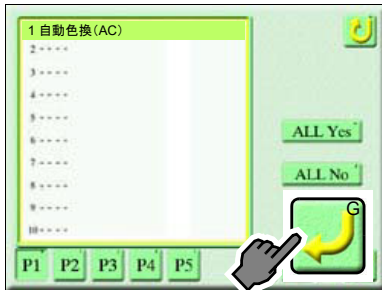 1 自動色換（AC）
2 - - - -
3 - - - -
4 - - - -
5 - - - -
6 - - - -
7 - - - -
8 - - - -
9 - - - -
10 - - - -
ALL Yes
ALL No
G
P1 P2 P3 P4 P5